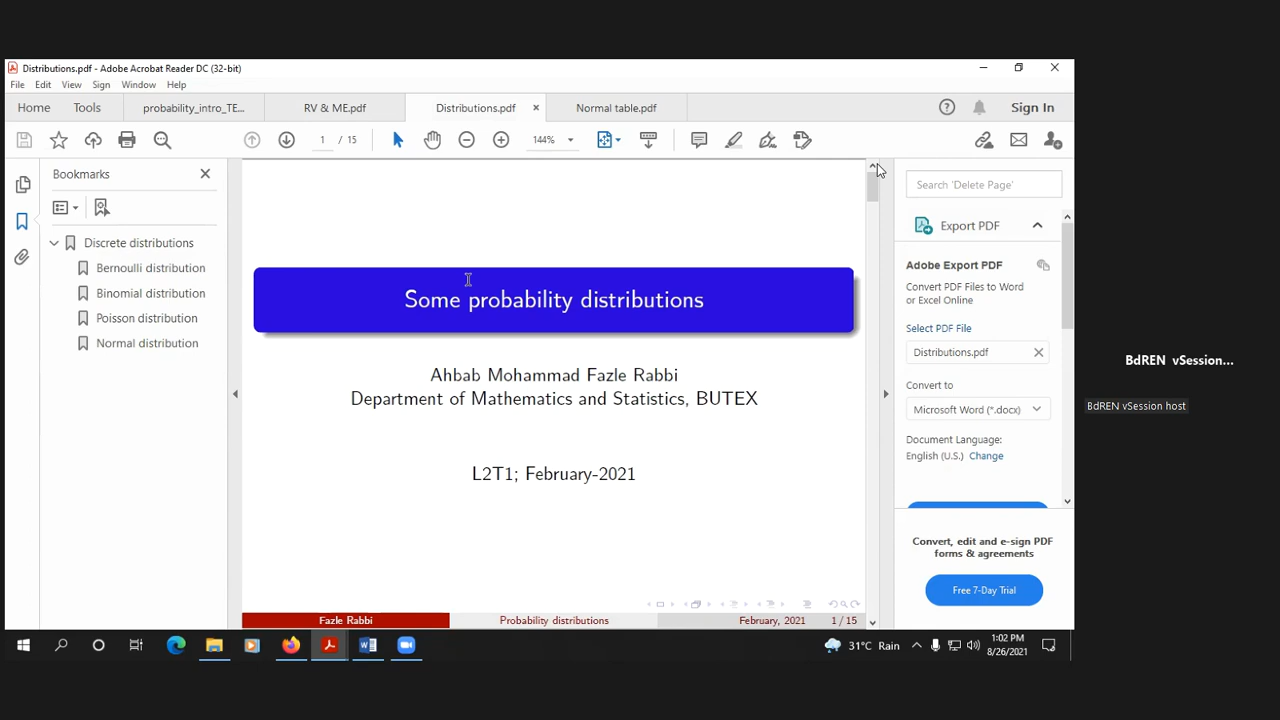 Distributions.pdf - Adobe Acrobat Reader DC (32-bit)
File Edit View Sign Window Help
Home Tools probability_intro_TE... RV & ME.pdf Distributions.pdf Normal table.pdf Sign In
1 / 15 144%
Bookmarks
Discrete distributions
Bernoulli distribution
Binomial distribution
Poisson distribution
Normal distribution
Some probability distributions
Ahbab Mohammad Fazle Rabbi
Department of Mathematics and Statistics, BUTEX
L2T1; February-2021
Fazle Rabbi Probability distributions February, 2021 1 / 15
Search 'Delete Page'
Export PDF
Adobe Export PDF
Convert PDF Files to Word
or Excel Online
Select PDF File
Distributions.pdf
Convert to
Microsoft Word (*.docx)
Document Language:
English (U.S.) Change
Convert, edit and e-sign PDF
forms & agreements
Free 7-Day Trial
BdREN vSession...
BdREN vSession host
31°C Rain
1:02 PM
8/26/2021